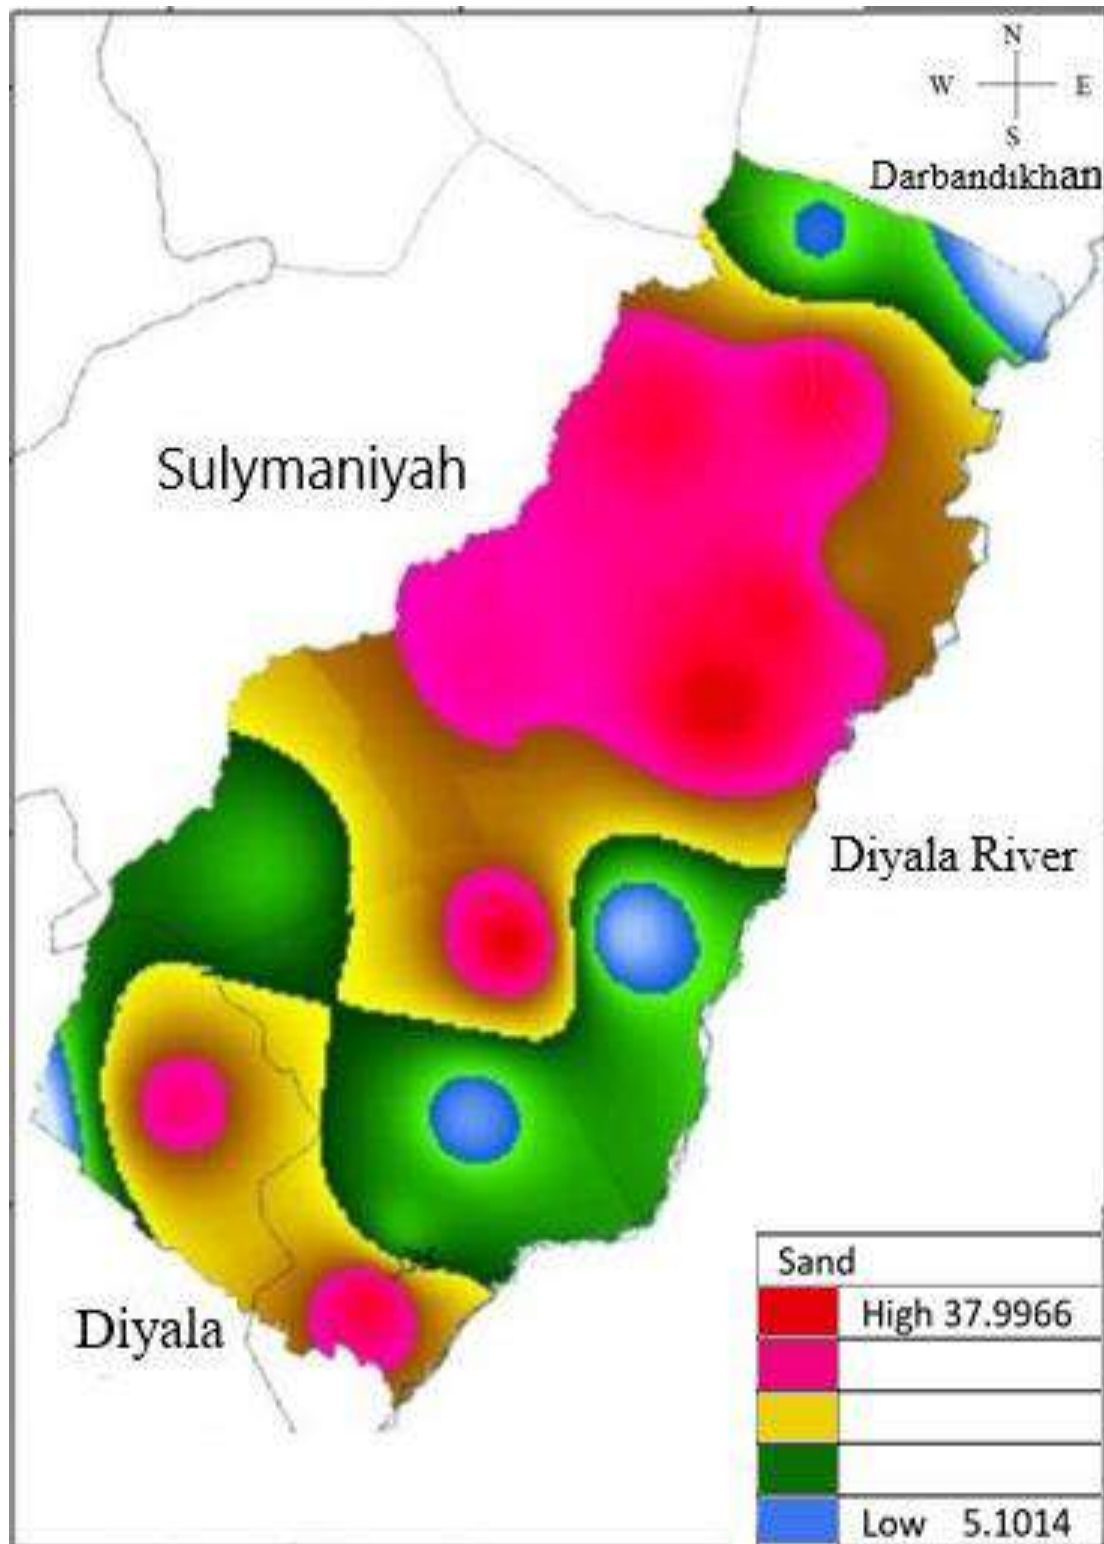 N
W E
S
Darbandikhan
Sulymaniyah
Diyala River
Diyala
Sand
High 37.9966
Low 5.1014